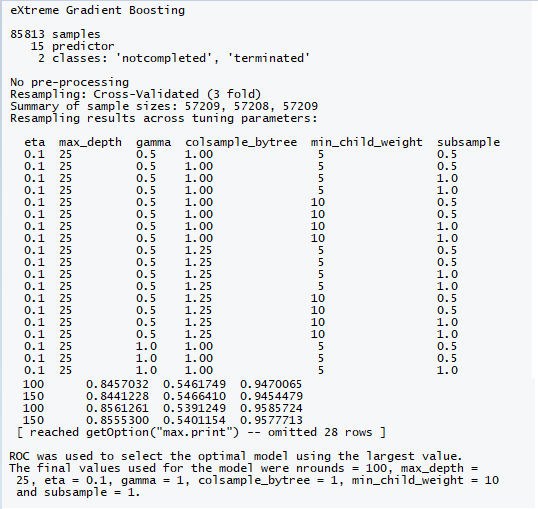 eXtreme Gradient Boosting
85813 samples
15 predictor
2 classes: 'notcompleted', 'terminated'
No pre-processing
Resampling: Cross-Validated (3 fold)
Summary of sample sizes: 57209, 57208, 57209
Resampling results across tuning parameters:
eta max_depth gamma colsample_bytree min_child_weight subsample
0.1 25 0.5 1.00 5 0.5
0.1 25 0.5 1.00 5 0.5
0.1 25 0.5 1.00 5 1.0
0.1 25 0.5 1.00 5 1.0
0.1 25 0.5 1.00 10 0.5
0.1 25 0.5 1.00 10 0.5
0.1 25 0.5 1.00 10 1.0
0.1 25 0.5 1.00 10 1.0
0.1 25 0.5 1.25 5 0.5
0.1 25 0.5 1.25 5 0.5
0.1 25 0.5 1.25 5 1.0
0.1 25 0.5 1.25 5 1.0
0.1 25 0.5 1.25 10 0.5
0.1 25 0.5 1.25 10 0.5
0.1 25 0.5 1.25 10 1.0
0.1 25 0.5 1.25 10 1.0
0.1 25 1.0 1.00 5 0.5
0.1 25 1.0 1.00 5 0.5
0.1 25 1.0 1.00 5 1.0
100 0.8457032 0.5461749 0.9470065
150 0.8441228 0.5466410 0.9454479
100 0.8561261 0.5391249 0.9585724
150 0.8555300 0.5401154 0.9577713
[ reached getOption("max.print") -- omitted 28 rows ]
ROC was used to select the optimal model using the largest value.
The final values used for the model were nrounds = 100, max_depth =
25, eta = 0.1, gamma = 1, colsample_bytree = 1, min_child_weight = 10
and subsample = 1.